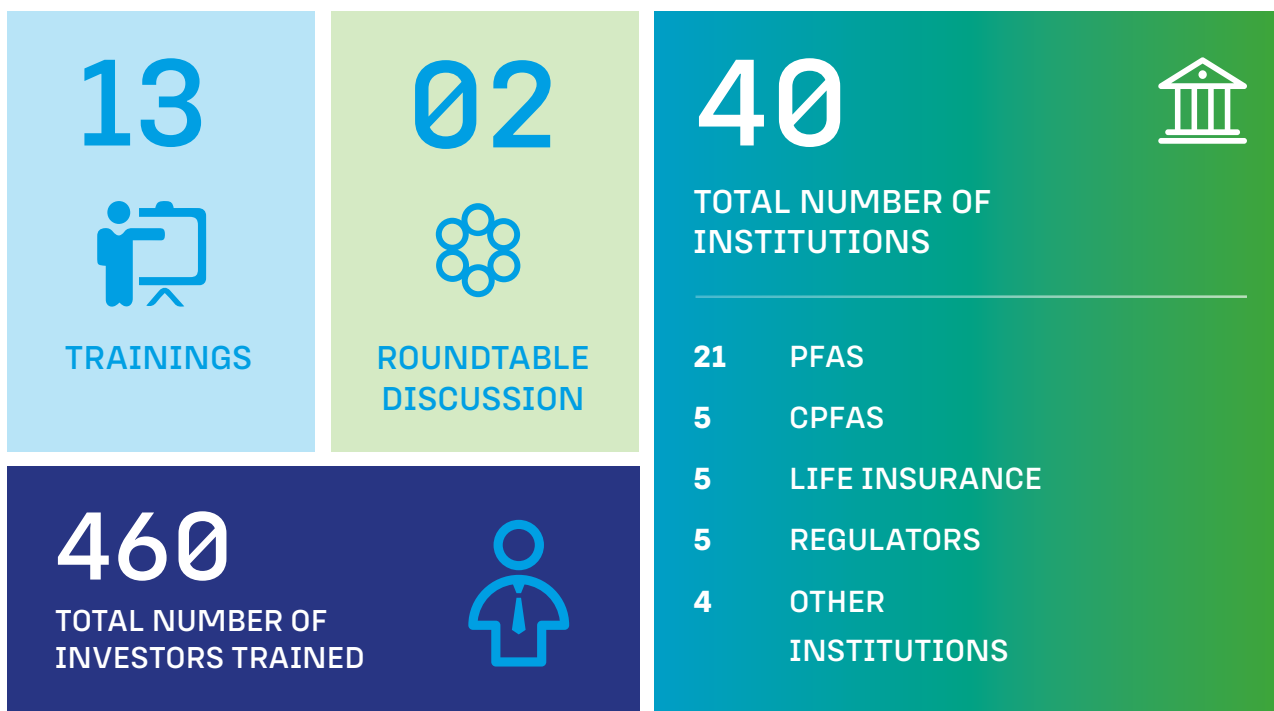 13
TRAININGS
02
ROUNDTABLE
DISCUSSION
460
TOTAL NUMBER OF
INVESTORS TRAINED
40
TOTAL NUMBER OF
INSTITUTIONS
21 PFAS
5 CPFAS
5 LIFE INSURANCE
5 REGULATORS
4 OTHER
INSTITUTIONS